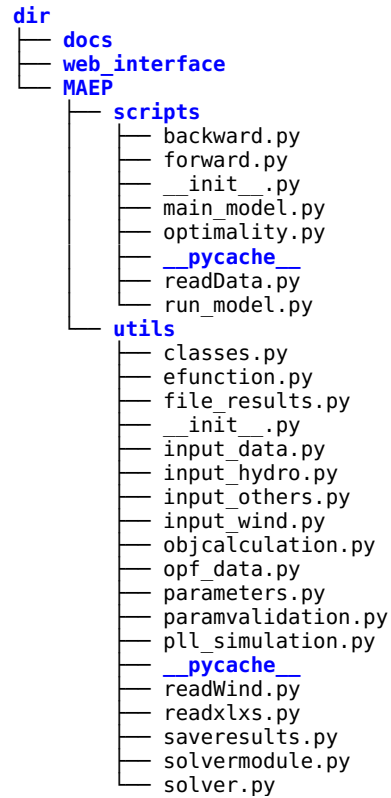 dir
├── docs
├── web_interface
└── MAEP
    ├── scripts
    │   ├── backward.py
    │   ├── forward.py
    │   ├── __init__.py
    │   ├── main_model.py
    │   ├── optimality.py
    │   ├── __pycache__
    │   ├── readData.py
    │   └── run_model.py
    └── utils
        ├── classes.py
        ├── efunction.py
        ├── file_results.py
        ├── __init__.py
        ├── input_data.py
        ├── input_hydro.py
        ├── input_others.py
        ├── input_wind.py
        ├── objcalculation.py
        ├── opf_data.py
        ├── parameters.py
        ├── paramvalidation.py
        ├── pll_simulation.py
        ├── __pycache__
        ├── readWind.py
        ├── readxlxs.py
        ├── saveresults.py
        ├── solvermodule.py
        └── solver.py